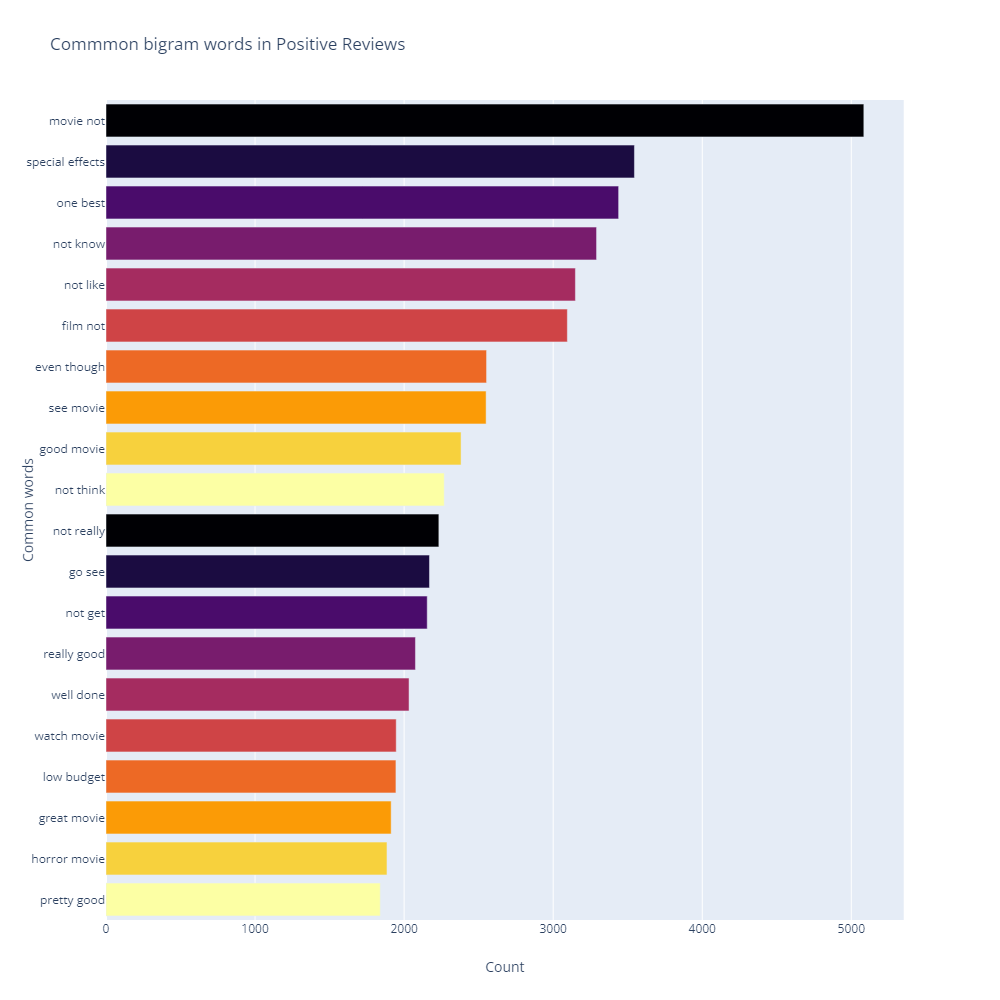 Commmon bigram words in Positive Reviews
movie not
special effects
one best
not know
not like
film not
even though
see movie
good movie
not think
not really
go see
not get
really good
well done
watch movie
low budget
great movie
horror movie
pretty good
Common words
0 1000 2000 3000 4000 5000
Count